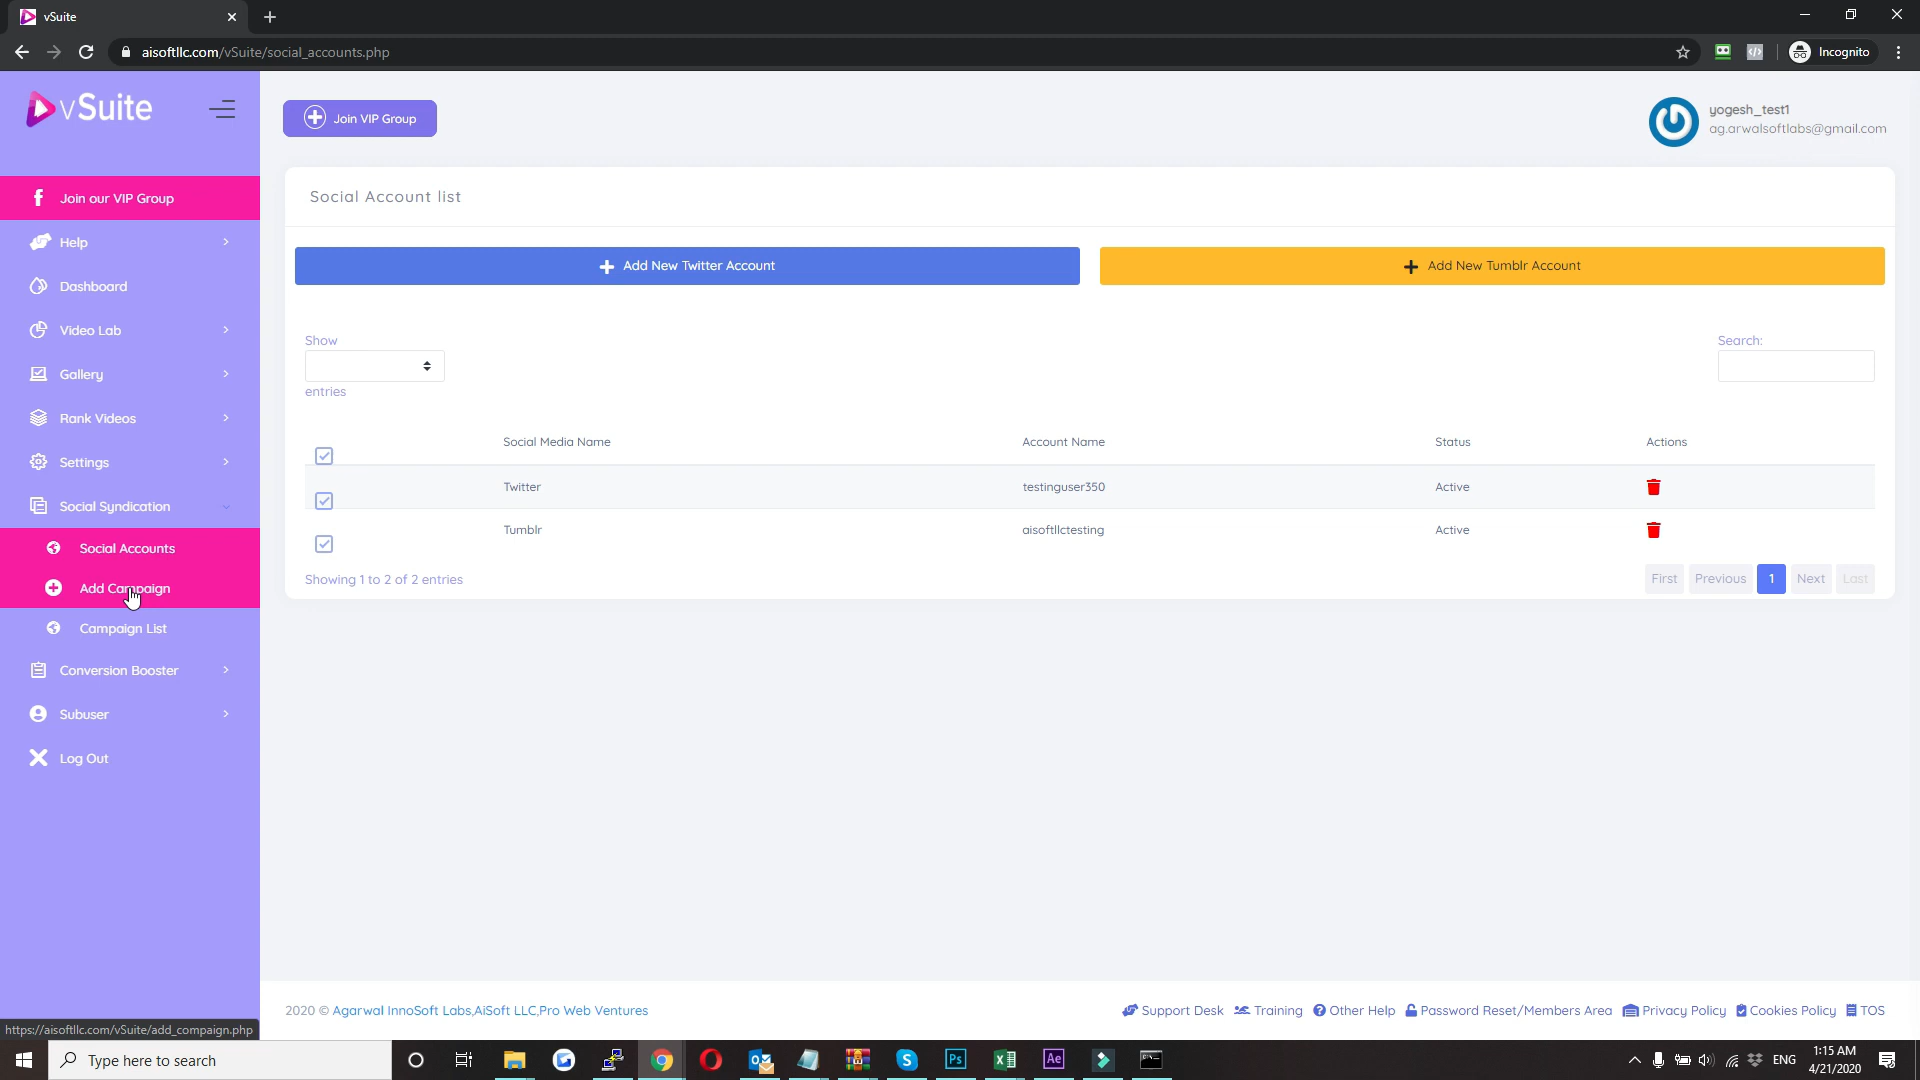 vSuite
aisoftllc.com/vSuite/social_accounts.php
Incognito
vSuite
Join VIP Group
yogesh_test1
ag.arwalsoftlabs@gmail.com
Join our VIP Group
Help
Dashboard
Video Lab
Gallery
Rank Videos
Settings
Social Syndication
Social Accounts
Add Campaign
Campaign List
Conversion Booster
Subuser
Log Out
Social Account list
Add New Twitter Account
Add New Tumblr Account
Show
entries
Search:
Social Media Name Account Name Status Actions
Twitter testinguser350 Active
Tumblr aisoftllctesting Active
Showing 1 to 2 of 2 entries
First Previous 1 Next Last
2020 © Agarwal InnoSoft Labs,AiSoft LLC,Pro Web Ventures
Support Desk Training Other Help Password Reset/Members Area Privacy Policy Cookies Policy TOS
https://aisoftllc.com/vSuite/add_compaign.php
Type here to search
Ps
Ae
ENG
1:15 AM
4/21/2020